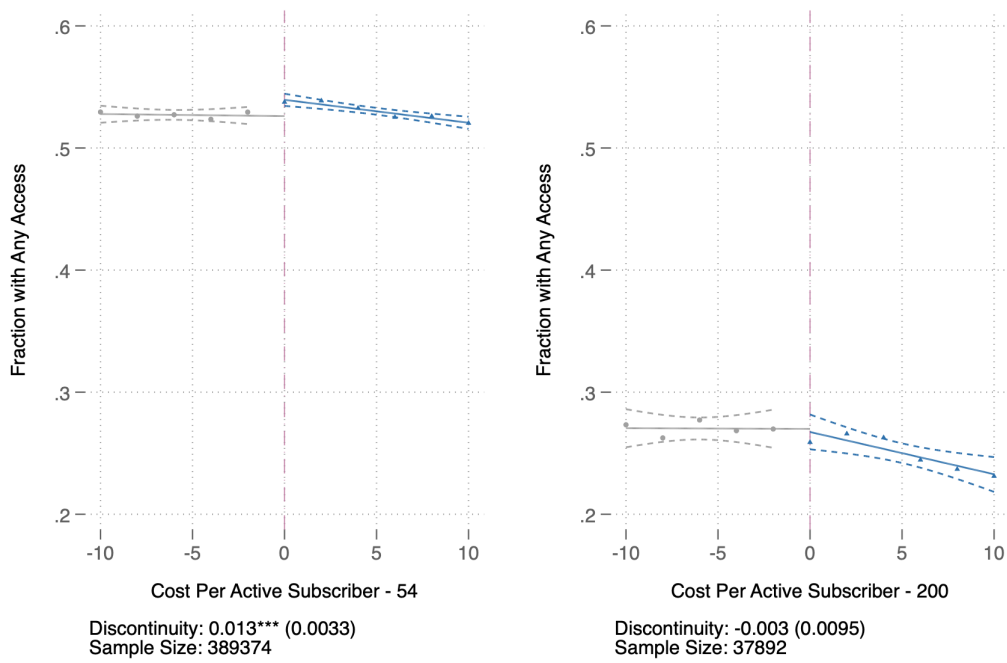 Fraction with Any Access
.6
.5
.4
.3
.2
-10 -5 0 5 10
Cost Per Active Subscriber - 54
Discontinuity: 0.013*** (0.0033)
Sample Size: 389374
Fraction with Any Access
.6
.5
.4
.3
.2
-10 -5 0 5 10
Cost Per Active Subscriber - 200
Discontinuity: -0.003 (0.0095)
Sample Size: 37892